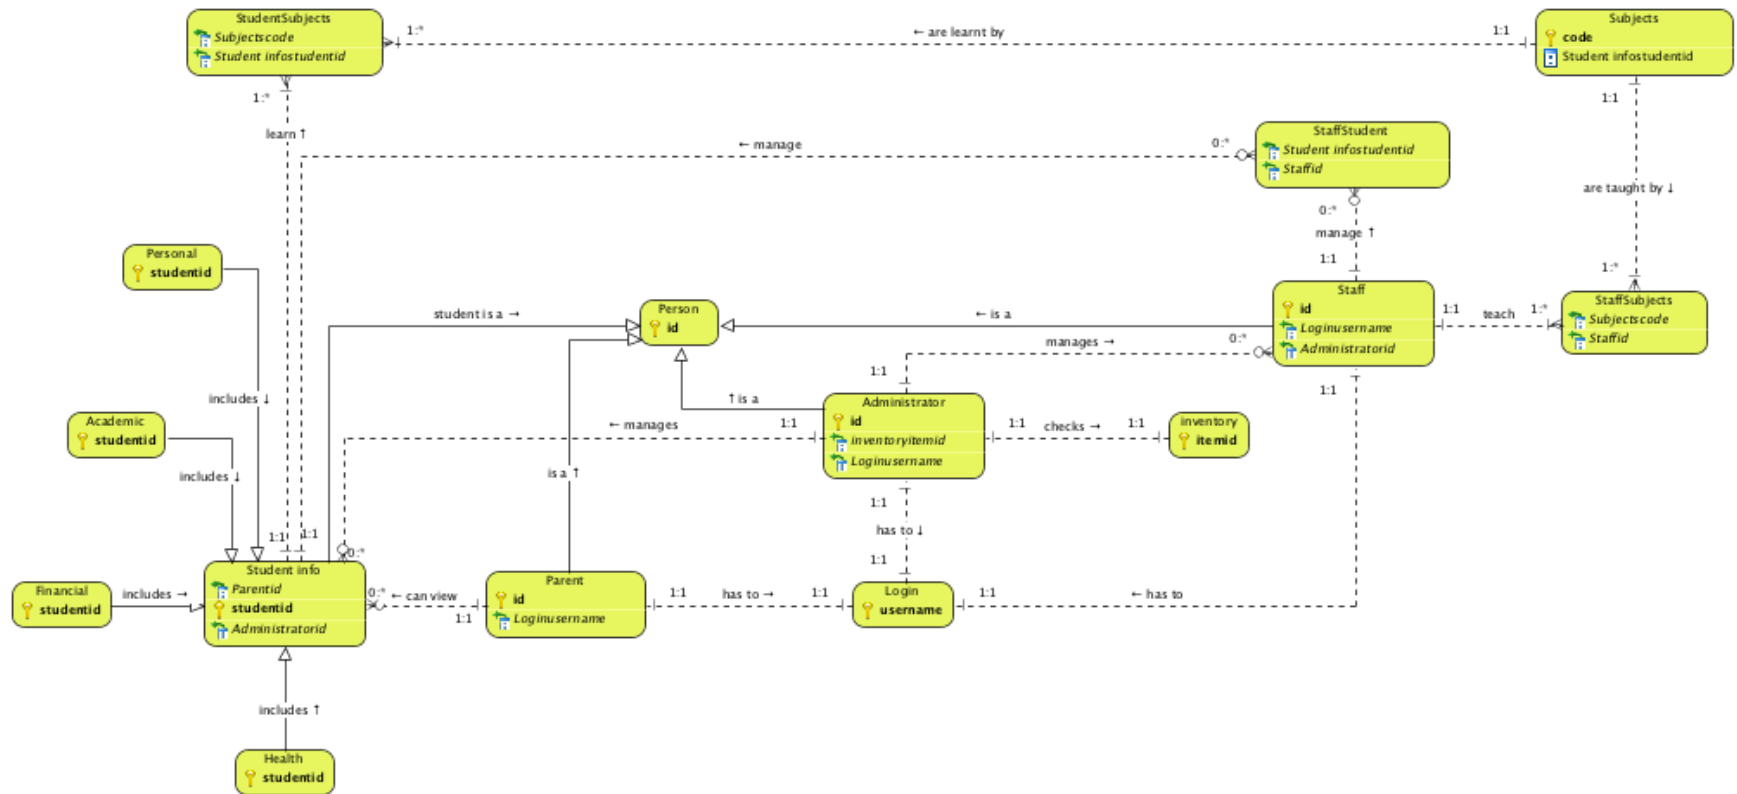 StudentSubjects
Subjectscode
Student infostudentid
1:*
← are learnt by
1:1
Subjects
code
Student infostudentid
1:*
learn ↑
← manage
0:*
StaffStudent
Student infostudentid
Staffid
1:1
are taught by ↓
0:*
manage ↑
1:1
1:*
Personal
studentid
Person
id
student is a →
← is a
Staff
id
Loginusername
Administratorid
1:1
teach
1:*
StaffSubjects
Subjectscode
Staffid
manages →
0:*
1:1
1:1
includes ↓
↑ is a
Administrator
id
inventoryitemid
Loginusername
Academic
studentid
← manages
1:1
1:1
checks →
1:1
inventory
itemid
includes ↓
is a ↑
1:1
has to ↓
1:1
1:1
1:1
0:*
Student info
Parentid
studentid
Administratorid
Financial
studentid
includes →
0:*
← can view
1:1
Parent
id
Loginusername
1:1
has to →
1:1
Login
username
1:1
← has to
includes ↑
Health
studentid